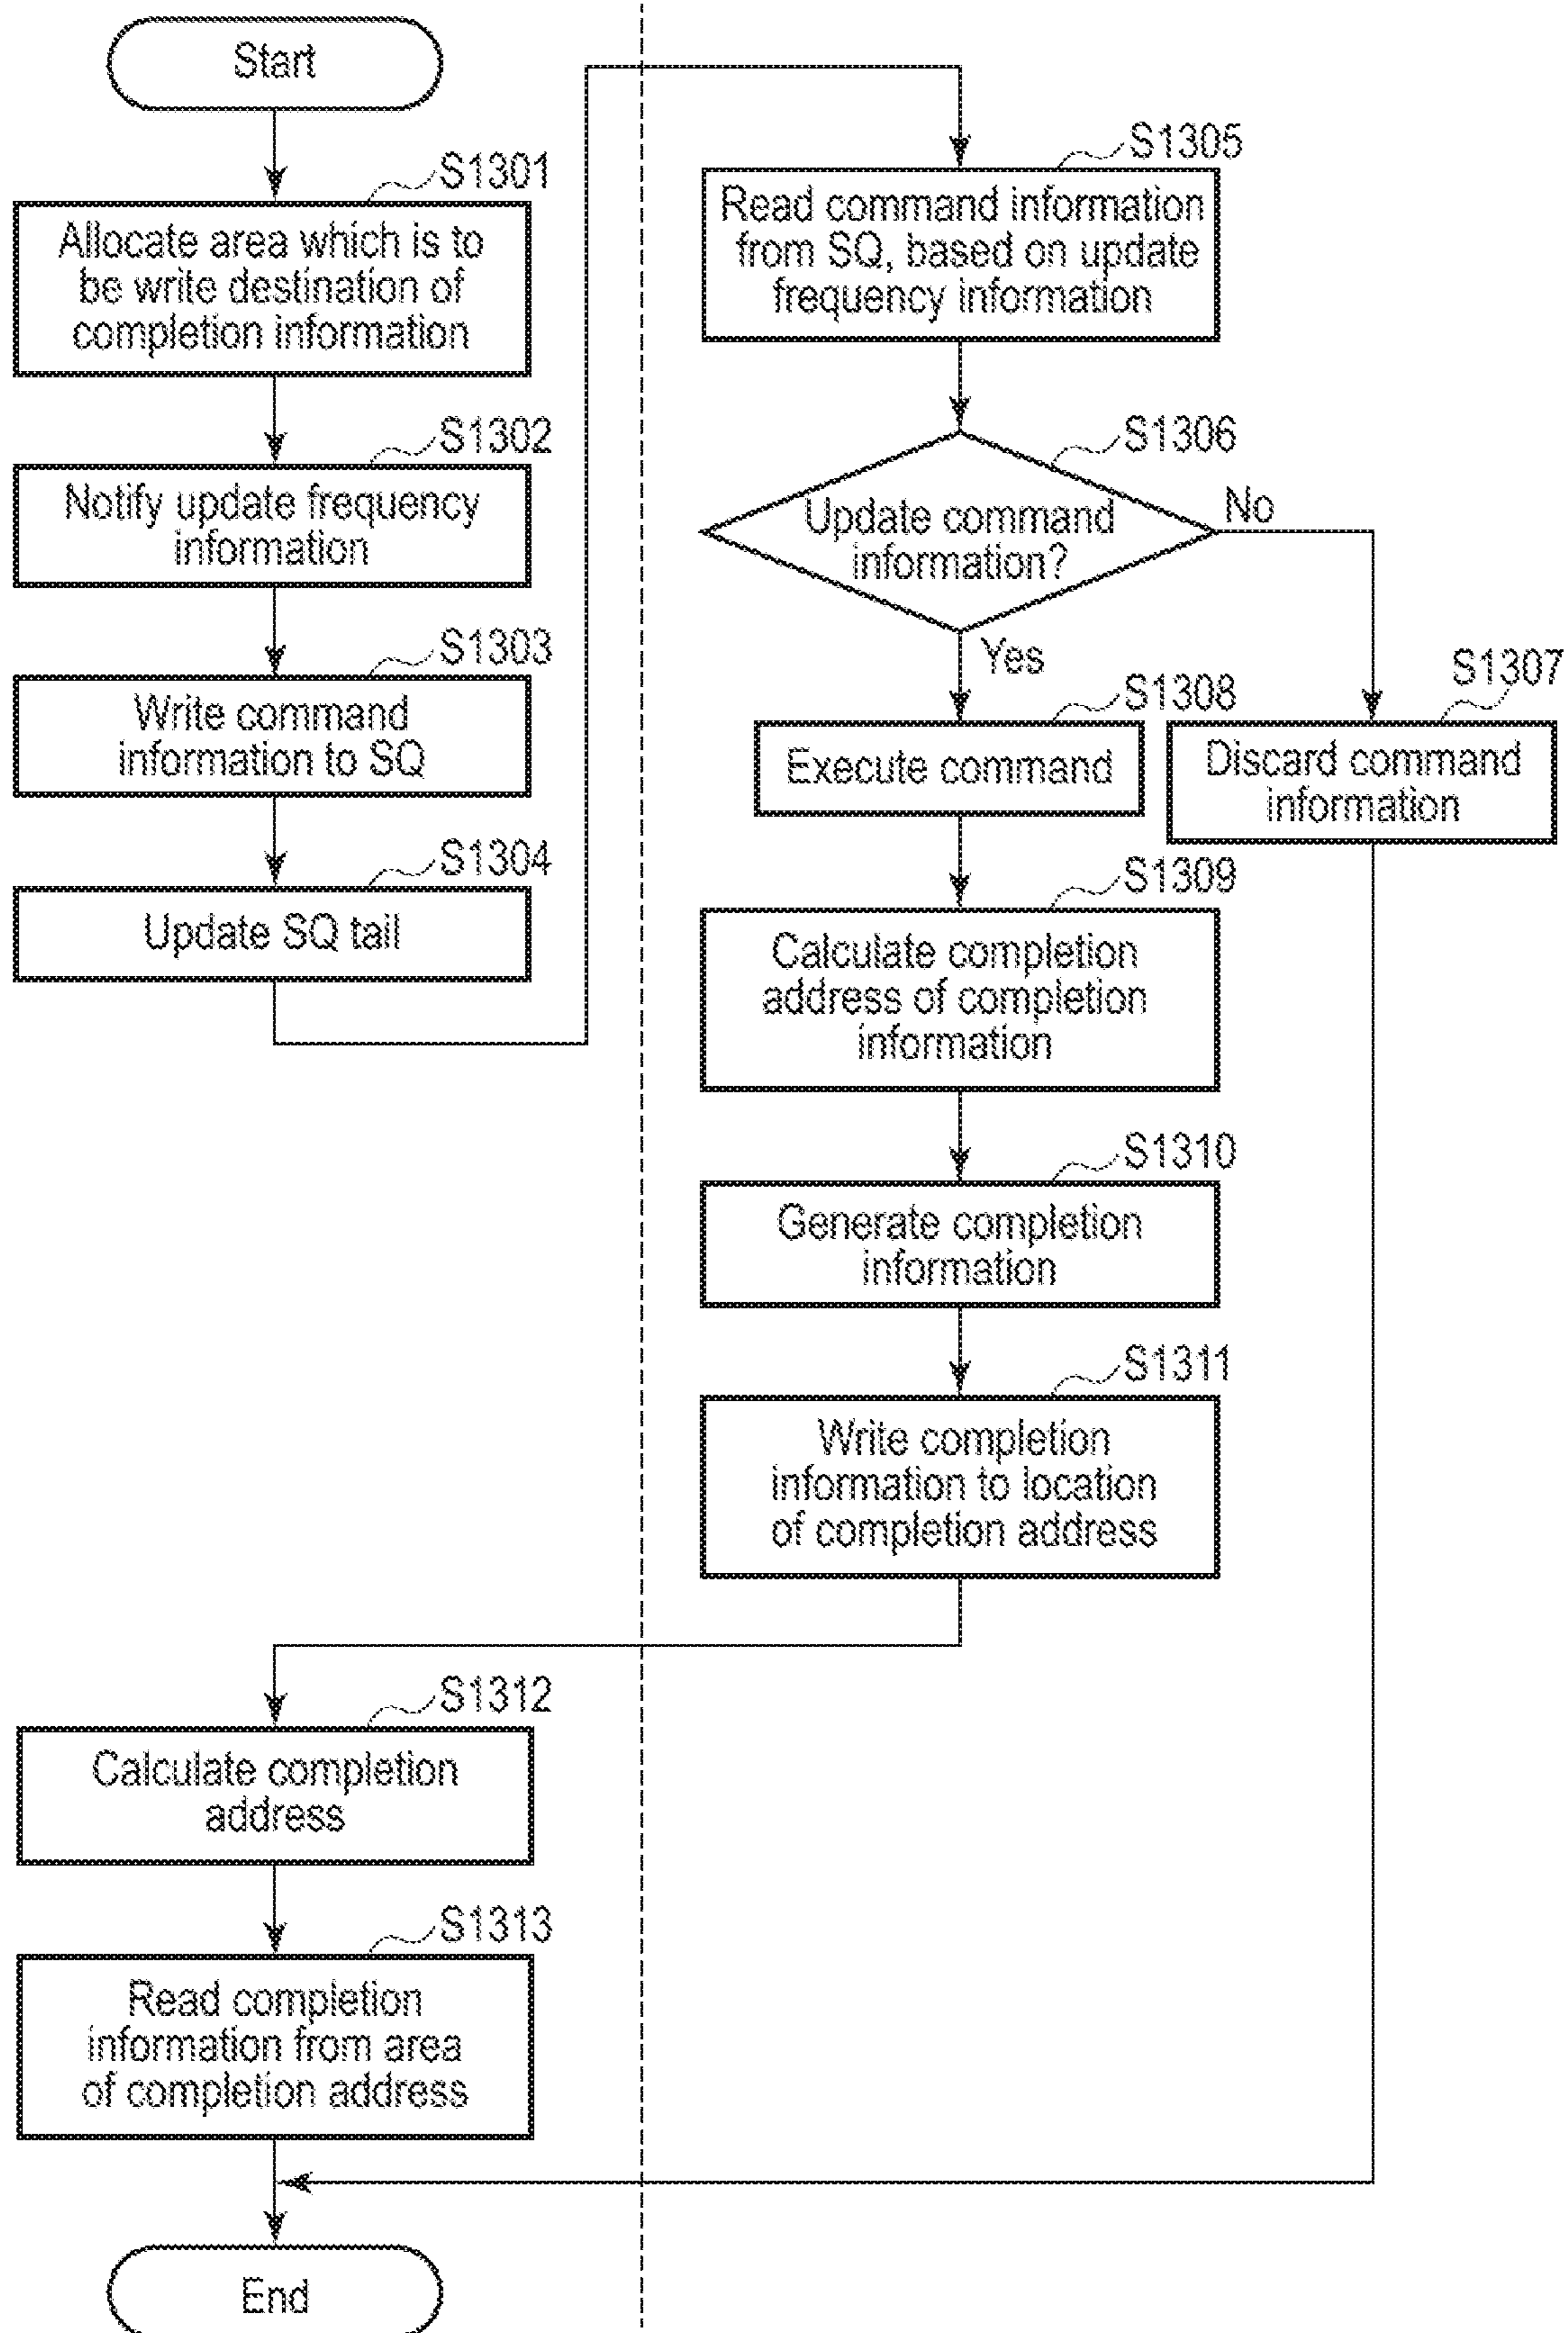 Start
S1301
Allocate area which is to
be write destination of
completion information
S1302
Notify update frequency
information
S1303
Write command
information to SQ
S1304
Update SQ tail
S1305
Read command information
from SQ, based on update
frequency information
S1306
Update command
information?
No
Yes
S1307
Discard command
information
S1308
Execute command
S1309
Calculate completion
address of completion
information
S1310
Generate completion
information
S1311
Write completion
information to location
of completion address
S1312
Calculate completion
address
S1313
Read completion
information from area
of completion address
End